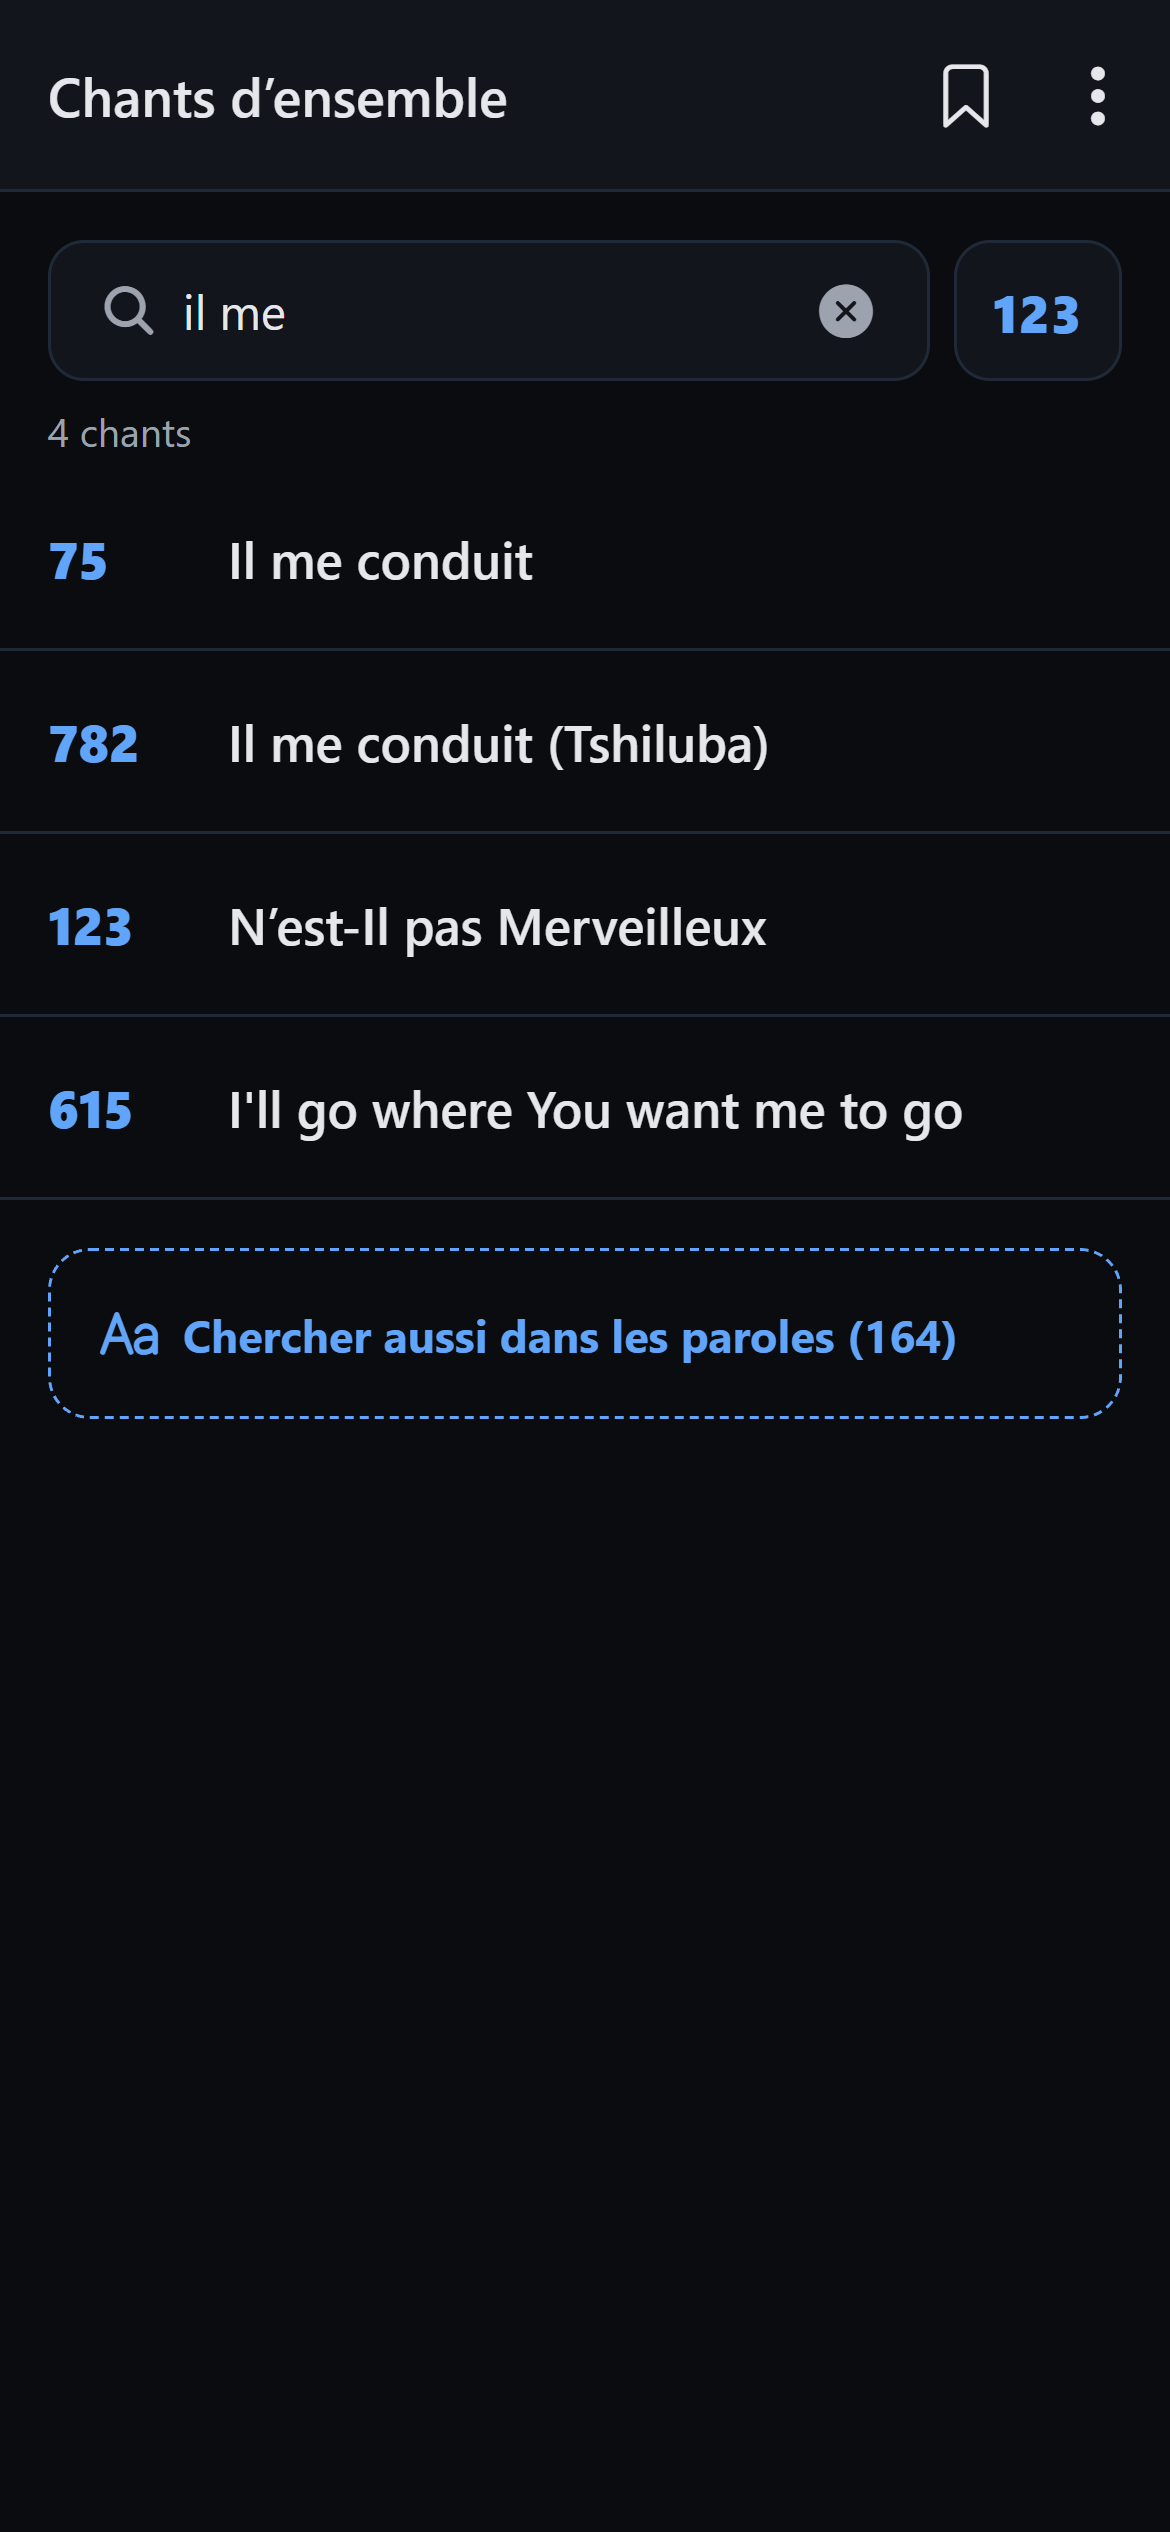 Chants d’ensemble
il me
123
4 chants
75 Il me conduit
782 Il me conduit (Tshiluba)
123 N’est-Il pas Merveilleux
615 I'll go where You want me to go
Aa Chercher aussi dans les paroles (164)